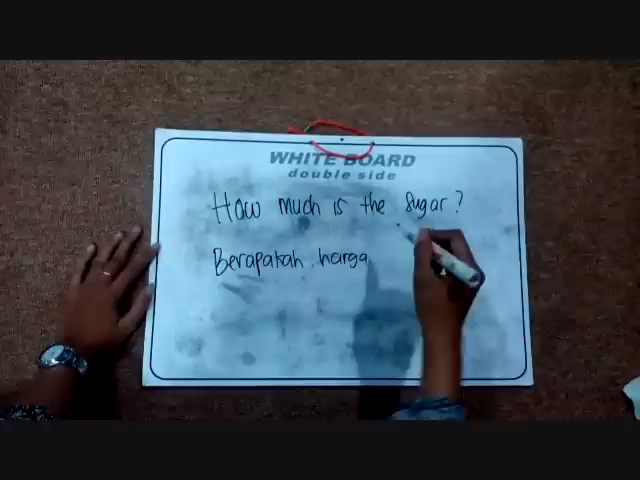 WHITE BOARD
double side
How much is the sugar?
Berapakah harga